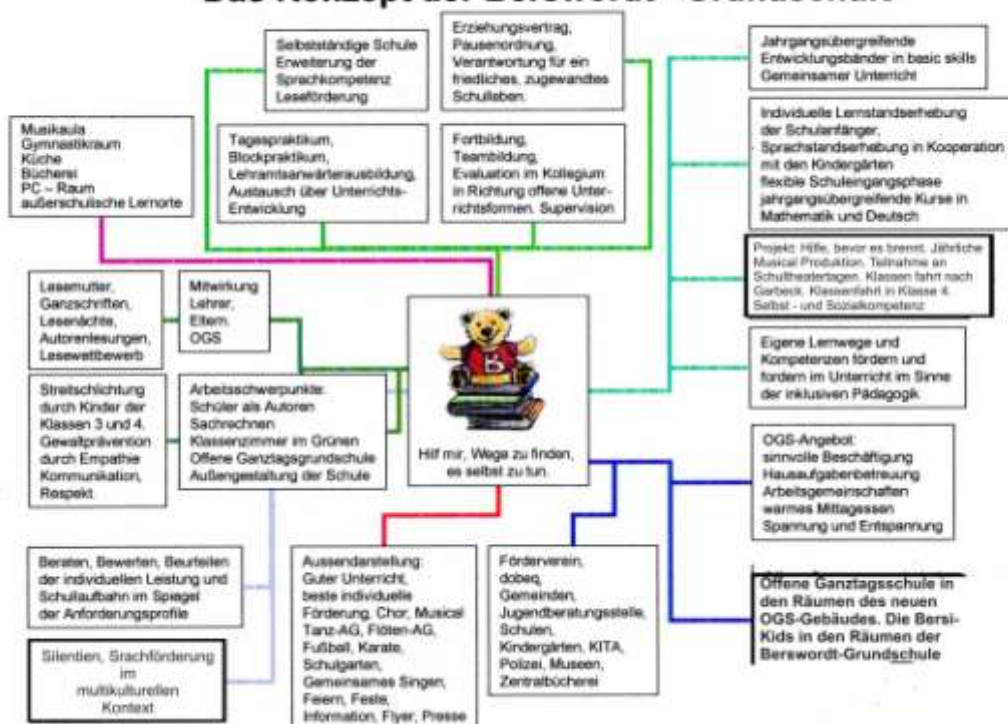 Das Konzept der Berswordt - Grundschule
Selbstständige Schule
Erweiterung der
Sprachkompetenz
Leseförderung
Erziehungsvertrag,
Pausenordnung,
Verantwortung für ein
friedliches, zugewandtes
Schulleben.
Jahrgangsübergreifende
Entwicklungsbänder in basic skills
Gemeinsamer Unterricht
Musikaula
Gymnastikraum
Küche
Bücherei
PC – Raum
außerschulische Lernorte
Tagespraktikum,
Blockpraktikum,
Lehramtsanwärterausbildung,
Austausch über Unterrichts-
Entwicklung
Fortbildung,
Teambildung,
Evaluation im Kollegium
in Richtung offene Unter-
richtsformen. Supervision
Individuelle Lernstandserhebung
der Schulanfänger,
Sprachstandserhebung in Kooperation
mit den Kindergärten
flexible Schuleingangsphase
jahrgangsübergreifende Kurse in
Mathematik und Deutsch
Projekt: Hilfe, bevor es brennt. Jährliche
Musical Produktion. Teilnahme an
Schultheatertagen. Klassen fahrt nach
Garbeck. Klassenfahrt in Klasse 4.
Selbst - und Sozialkompetenz
Lesemutter,
Ganzschriften,
Lesenächte,
Autorenlesungen,
Lesewettbewerb
Mitwirkung
Lehrer,
Eltern.
OGS
B
Hilf mir, Wege zu finden,
es selbst zu tun.
Eigene Lernwege und
Kompetenzen fördern und
fordern im Unterricht im Sinne
der inklusiven Pädagogik
Streitschlichtung
durch Kinder der
Klassen 3 und 4.
Gewaltprävention
durch Empathie
Kommunikation,
Respekt
Arbeitsschwerpunkte:
Schüler als Autoren
Sachrechnen
Klassenzimmer im Grünen
Offene Ganztagsgrundschule
Außengestaltung der Schule
OGS-Angebot:
sinnvolle Beschäftigung
Hausaufgabenbetreuung
Arbeitsgemeinschaften
warmes Mittagessen
Spannung und Entspannung
Beraten, Bewerten, Beurteilen
der individuellen Leistung und
Schullaufbahn im Spiegel
der Anforderungsprofile
Aussendarstellung:
Guter Unterricht,
beste individuelle
Förderung, Chor, Musical
Tanz-AG, Flöten-AG,
Fußball, Karate,
Schulgarten,
Gemeinsames Singen,
Feiern, Feste,
Information, Flyer, Presse
Förderverein,
dobeq,
Gemeinden,
Jugendberatungsstelle,
Schulen,
Kindergärten, KITA,
Polizei, Museen,
Zentralbücherei
Offene Ganztagsschule in
den Räumen des neuen
OGS-Gebäudes. Die Bersi-
Kids in den Räumen der
Berswordt-Grundschule
Silentien, Srachförderung
im
multikulturellen
Kontext